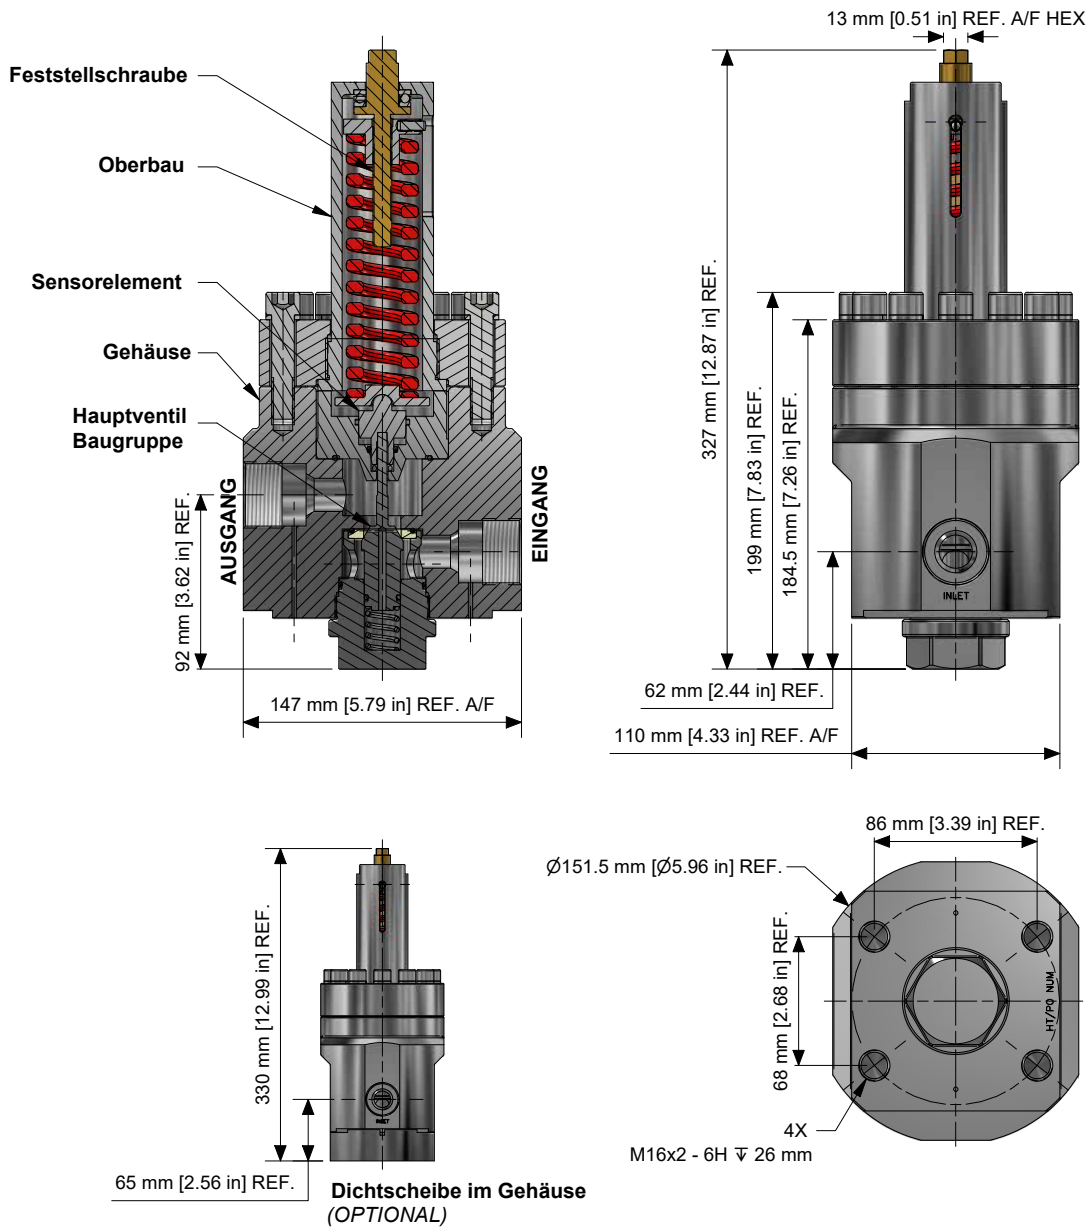 13 mm [0.51 in] REF. A/F HEX
Feststellschraube
Oberbau
Sensorelement
Gehäuse
Hauptventil
Baugruppe
AUSGANG
EINGANG
92 mm [3.62 in] REF.
147 mm [5.79 in] REF. A/F
327 mm [12.87 in] REF.
199 mm [7.83 in] REF.
184.5 mm [7.26 in] REF.
INLET
62 mm [2.44 in] REF.
110 mm [4.33 in] REF. A/F
330 mm [12.99 in] REF.
INLET
65 mm [2.56 in] REF.
Dichtscheibe im Gehäuse
(OPTIONAL)
86 mm [3.39 in] REF.
Ø151.5 mm [Ø5.96 in] REF.
68 mm [2.68 in] REF.
HT/PO NUM
4X
M16x2 - 6H ↧ 26 mm